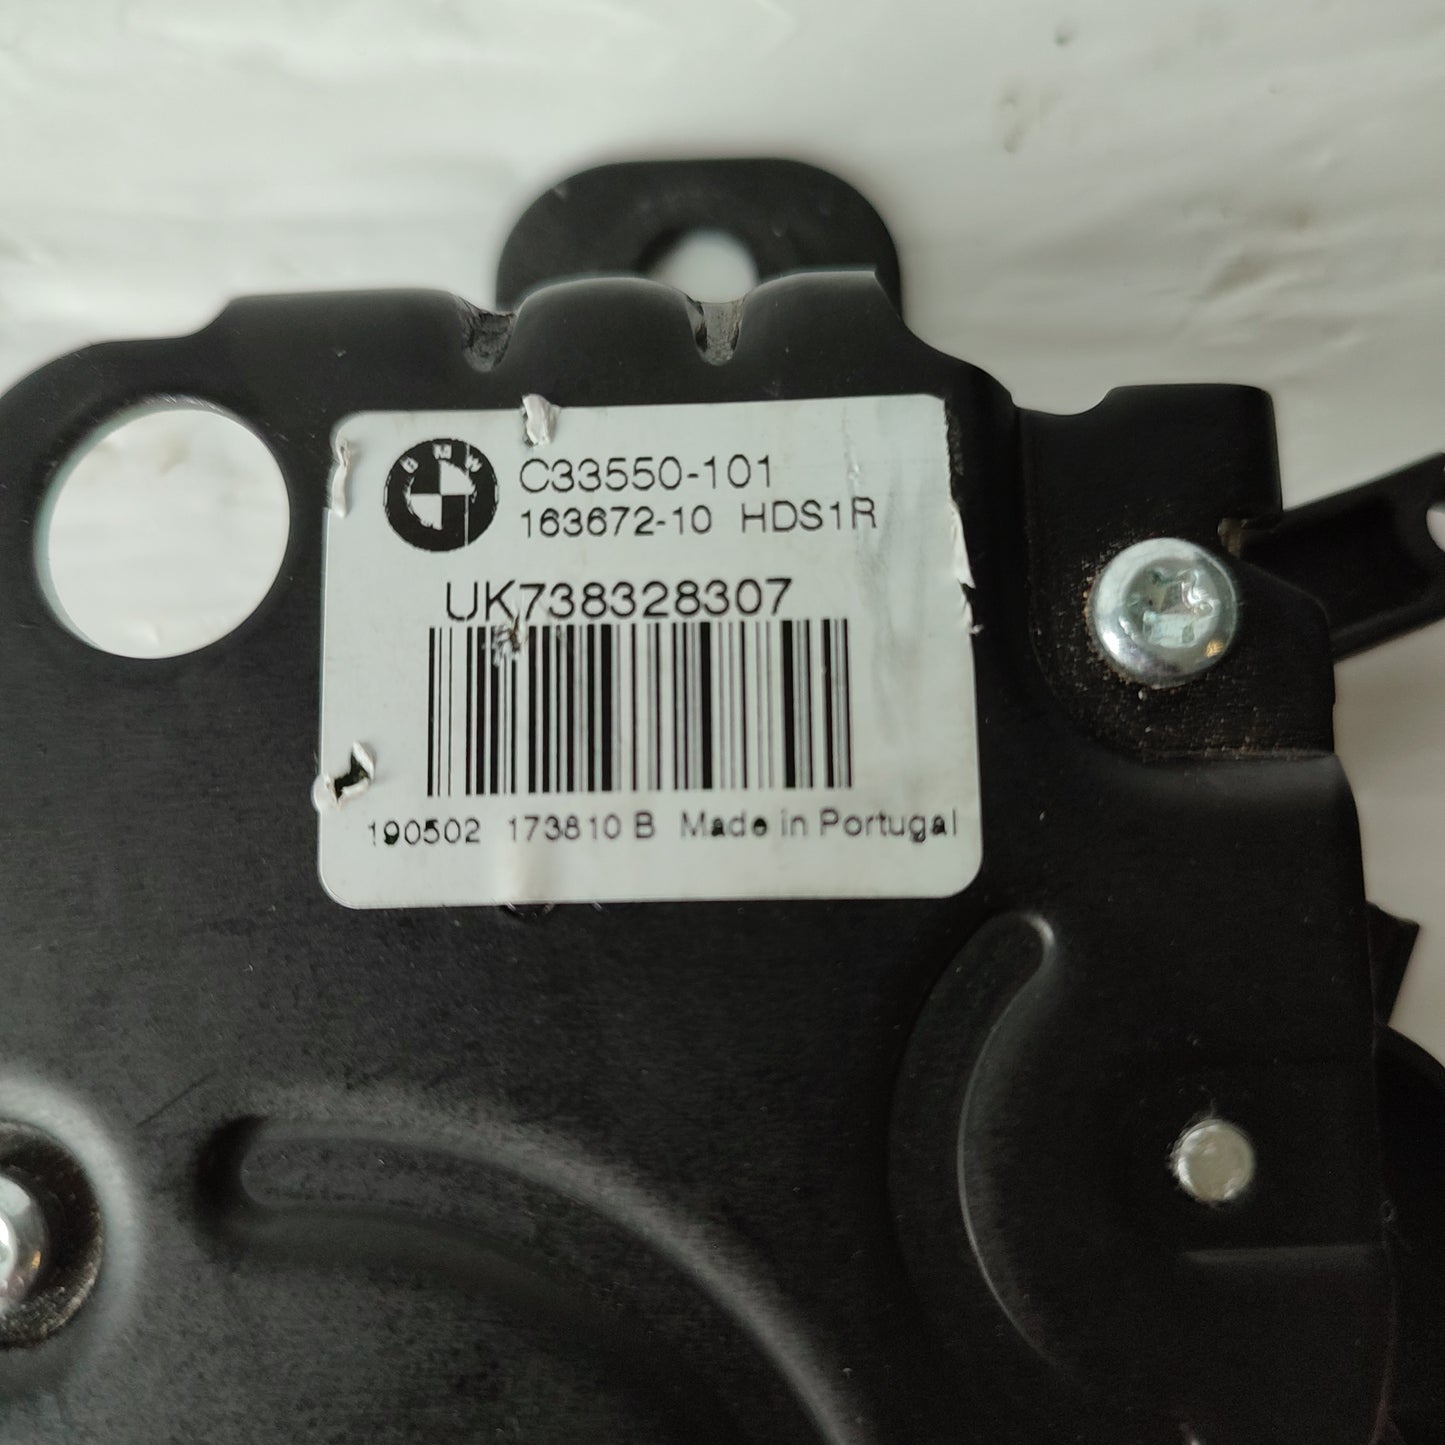 BMW
C33550-101
163672-10 HDS1R
UK738328307
190502 173810 B Made in Portugal